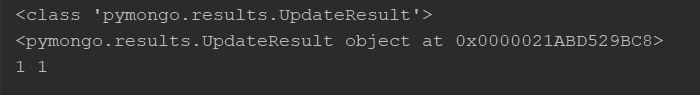 <class 'pymongo.results.UpdateResult'>
<pymongo.results.UpdateResult object at 0x0000021ABD529BC8>
1 1